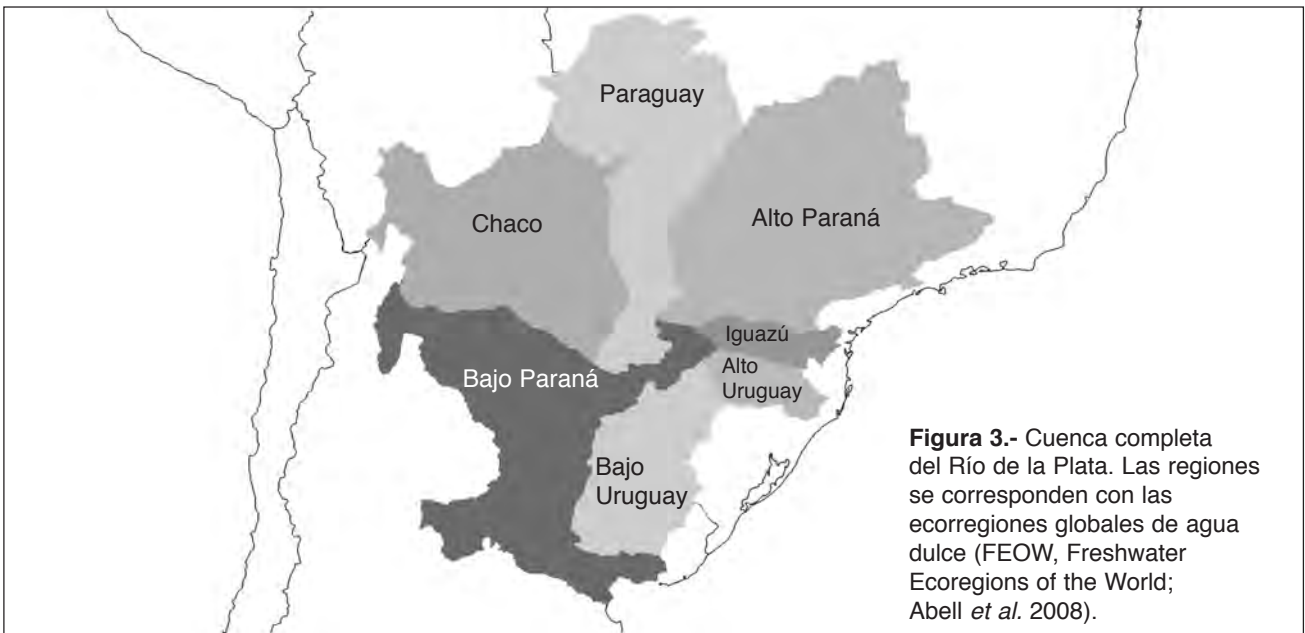 Paraguay
Chaco
Alto Paraná
Iguazú
Alto
Uruguay
Bajo Paraná
Bajo
Uruguay
Figura 3.- Cuenca completa
del Río de la Plata. Las regiones
se corresponden con las
ecorregiones globales de agua
dulce (FEOW, Freshwater
Ecoregions of the World;
Abell et al. 2008).